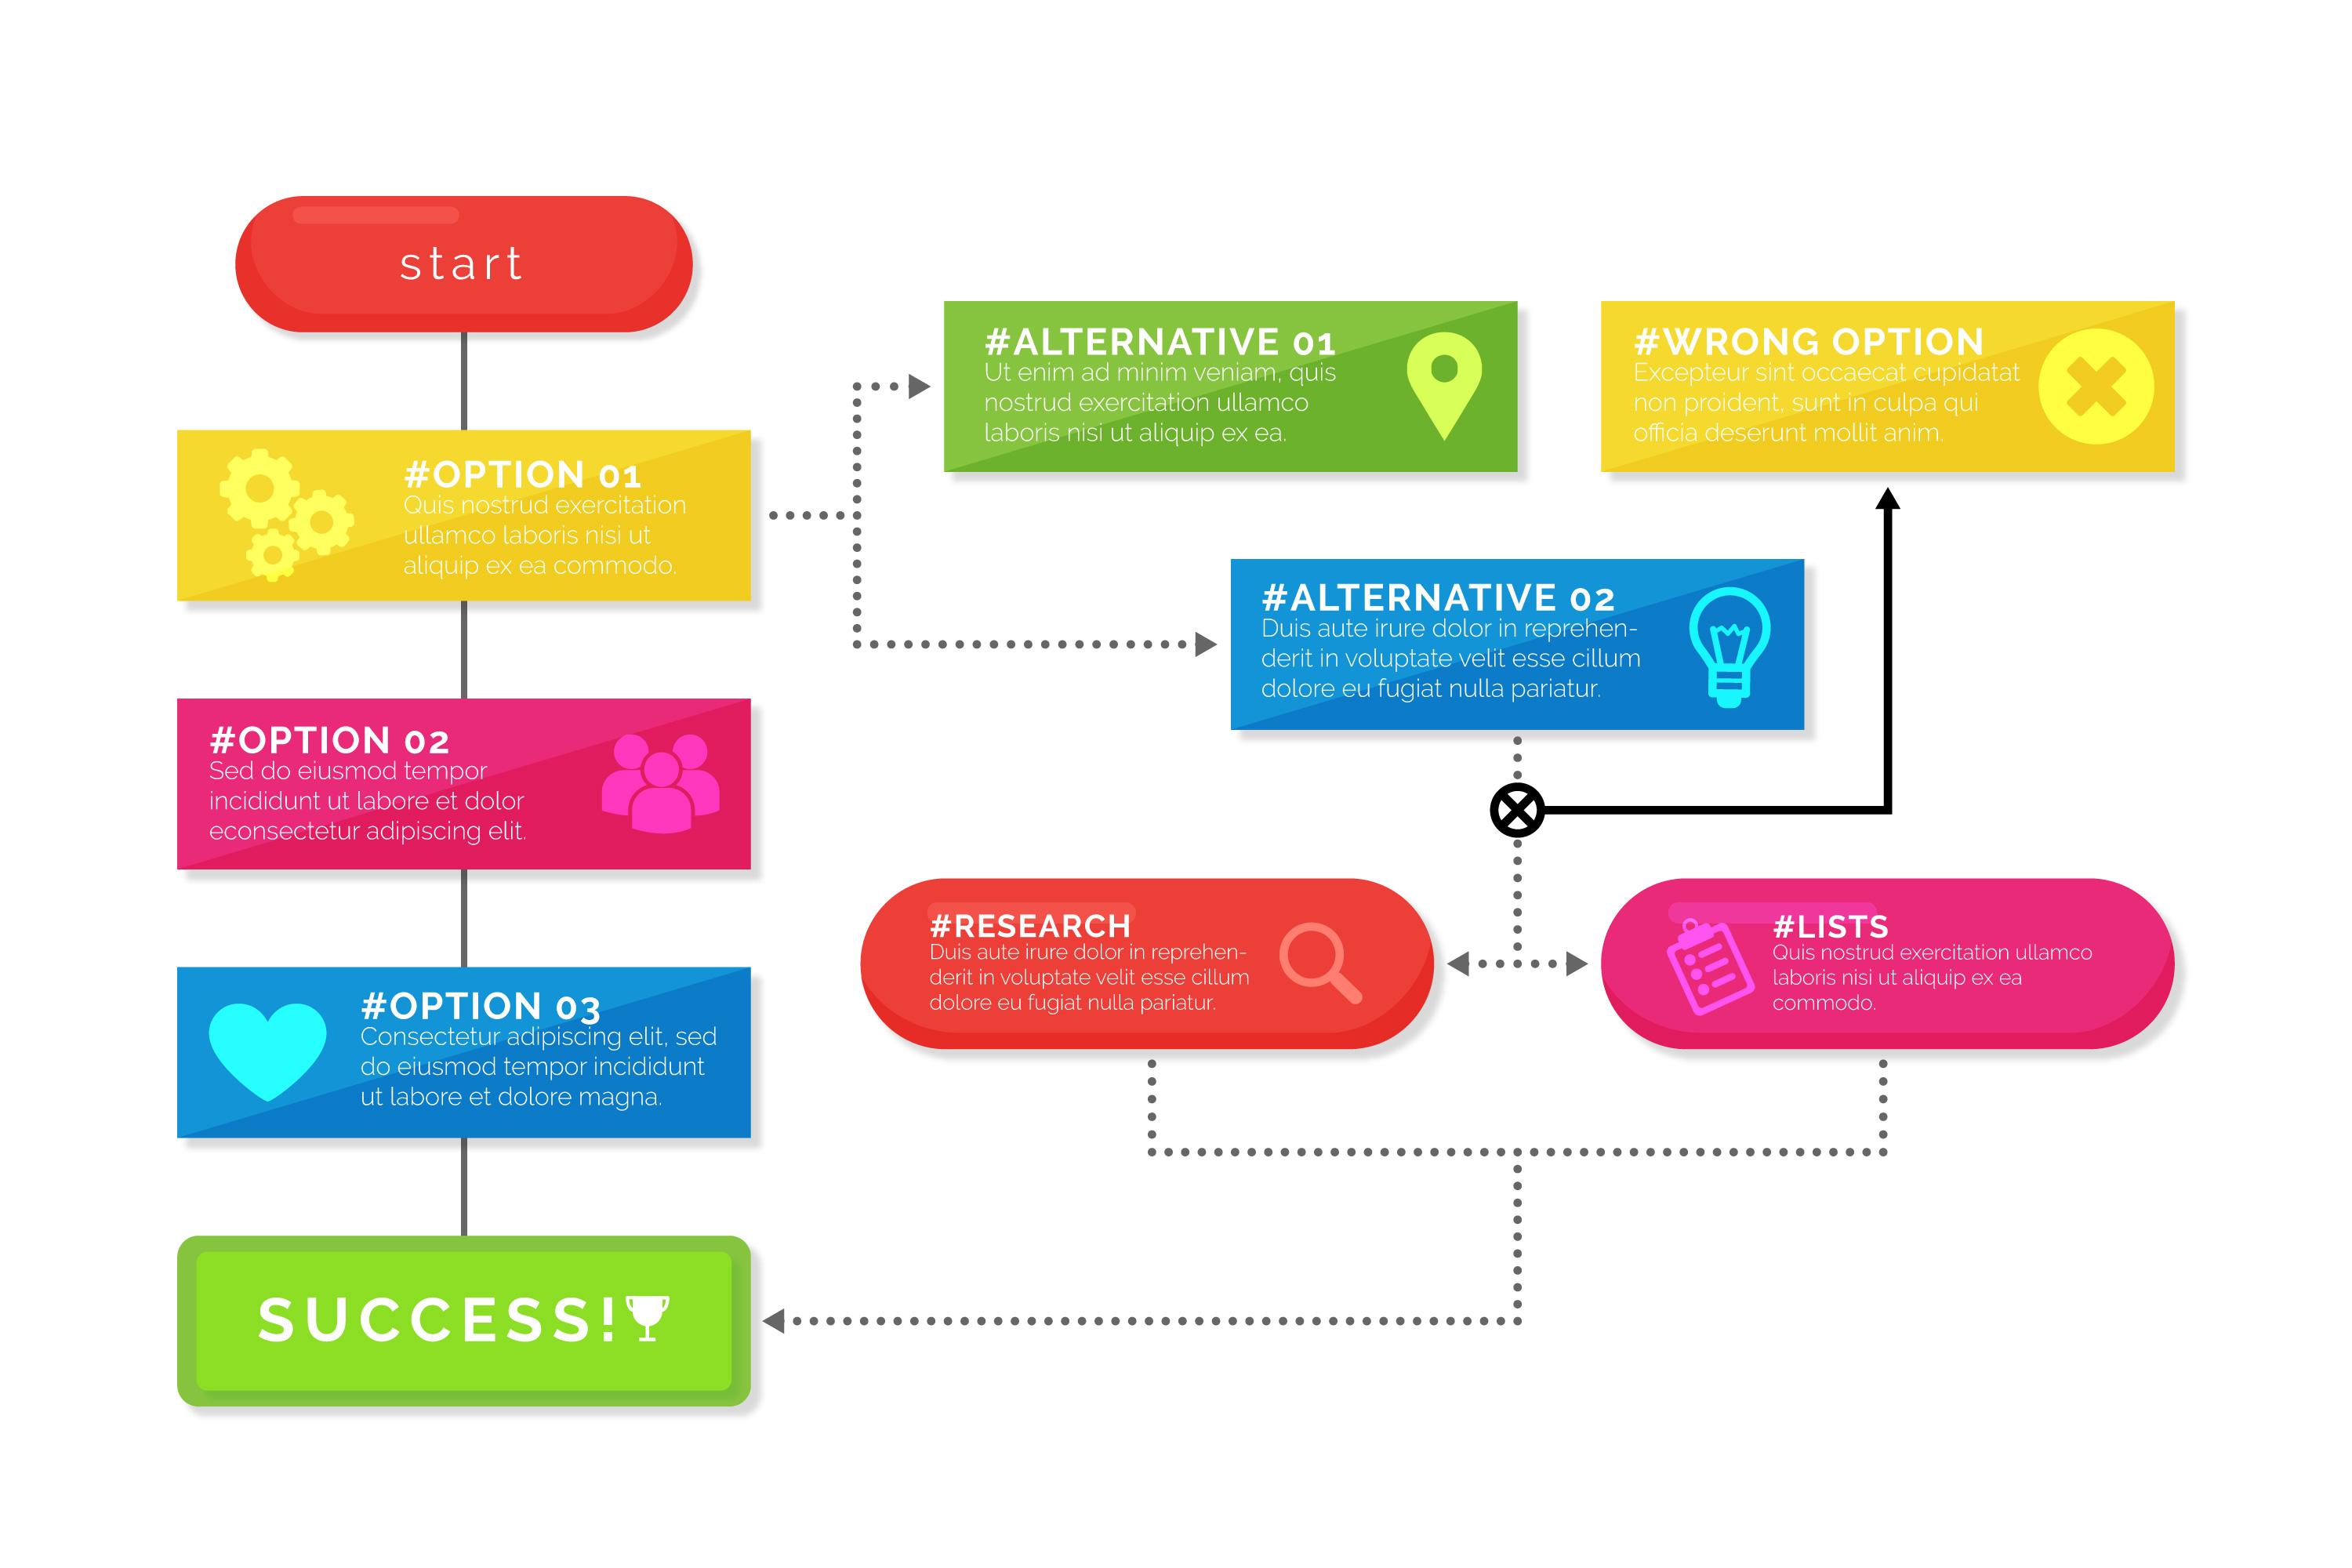 start
#OPTION 01
Quis nostrud exercitation
ullamco laboris nisi ut
aliquip ex ea commodo.
#OPTION 02
Sed do eiusmod tempor
incididunt ut labore et dolor
econsectetur adipiscing elit.
#OPTION 03
Consectetur adipiscing elit, sed
do eiusmod tempor incididunt
ut labore et dolore magna.
SUCCESS!
#ALTERNATIVE 01
Ut enim ad minim veniam, quis
nostrud exercitation ullamco
laboris nisi ut aliquip ex ea.
#WRONG OPTION
Excepteur sint occaecat cupidatat
non proident, sunt in culpa qui
officia deserunt mollit anim.
#ALTERNATIVE 02
Duis aute irure dolor in reprehen-
derit in voluptate velit esse cillum
dolore eu fugiat nulla pariatur.
#RESEARCH
Duis aute irure dolor in reprehen-
derit in voluptate velit esse cillum
dolore eu fugiat nulla pariatur.
#LISTS
Quis nostrud exercitation ullamco
laboris nisi ut aliquip ex ea
commodo.